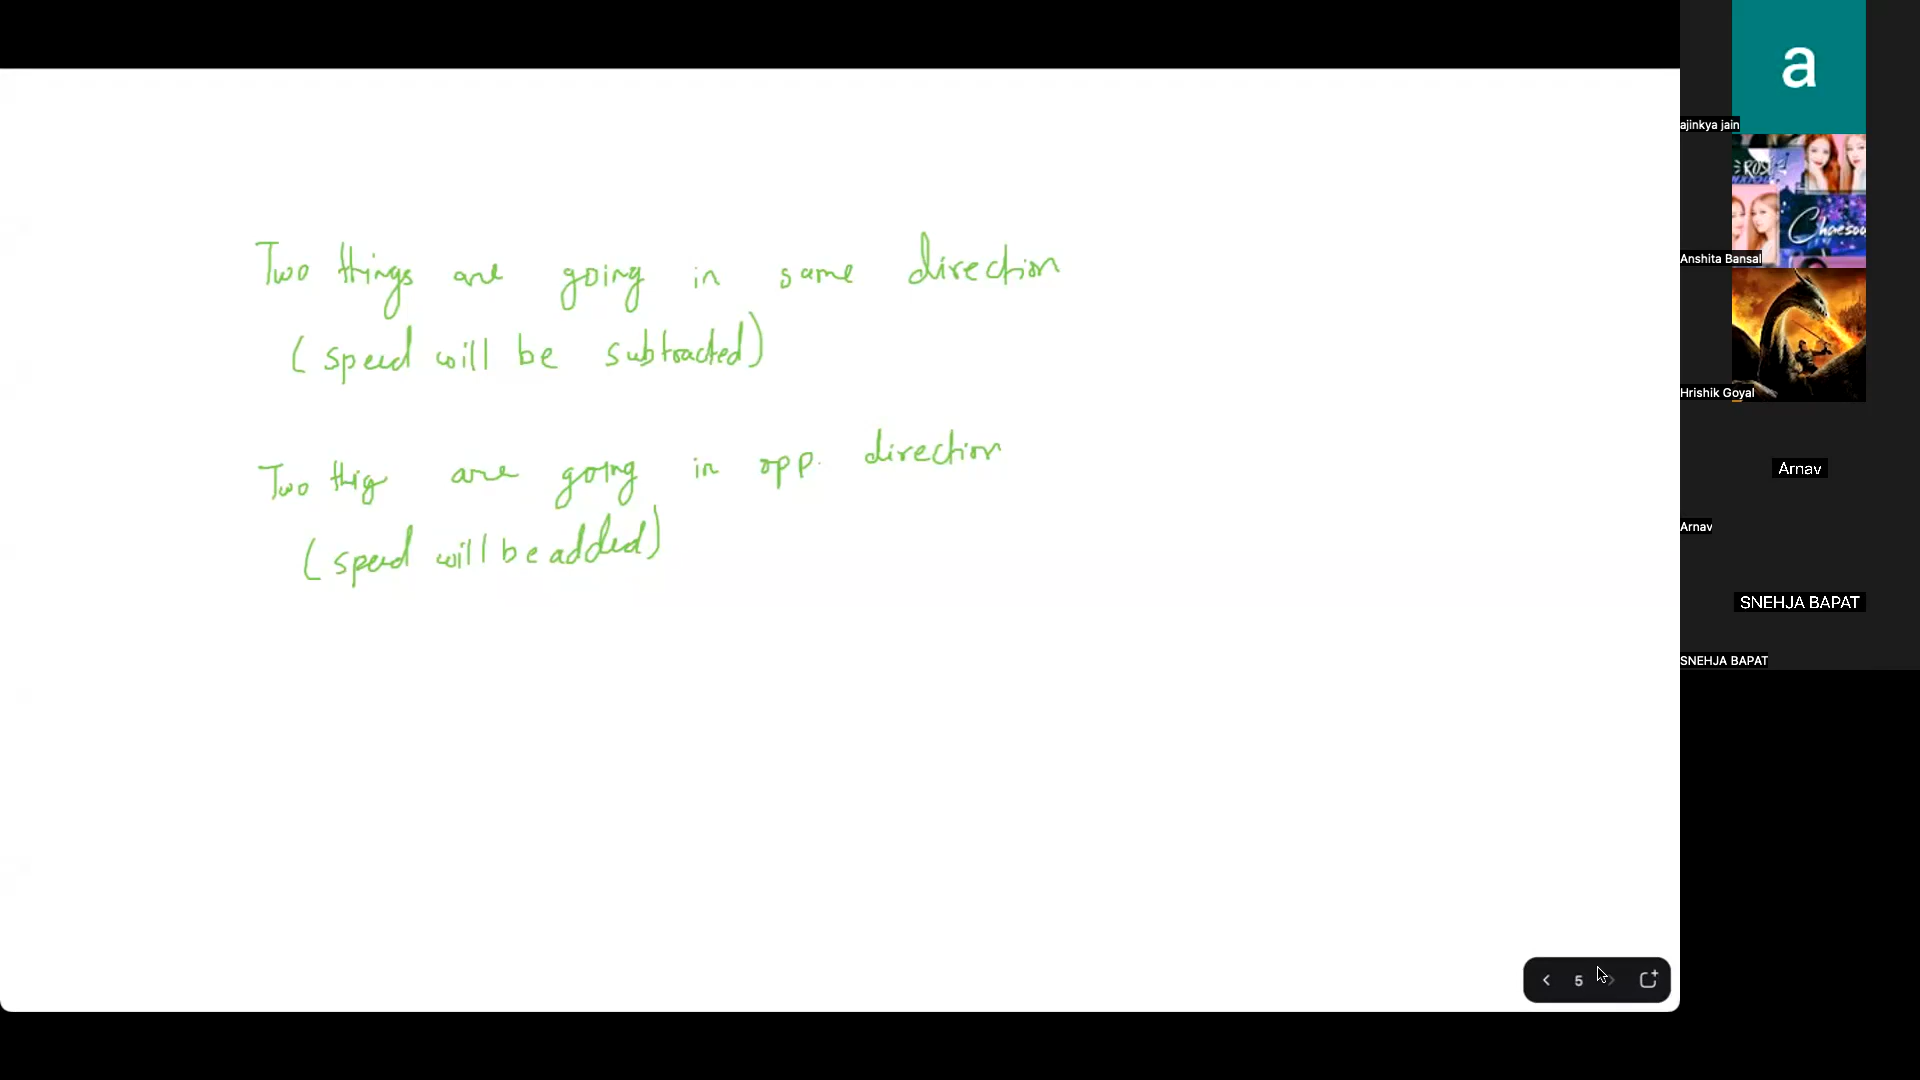 Two things are going in same direction
(speed will be subtracted)
Two thig are going in opp. direction
(speed will be added)
5
a
ajinkya jain
Chaesoo
Anshita Bansal
Hrishik Goyal
Arnav
Arnav
SNEHJA BAPAT
SNEHJA BAPAT